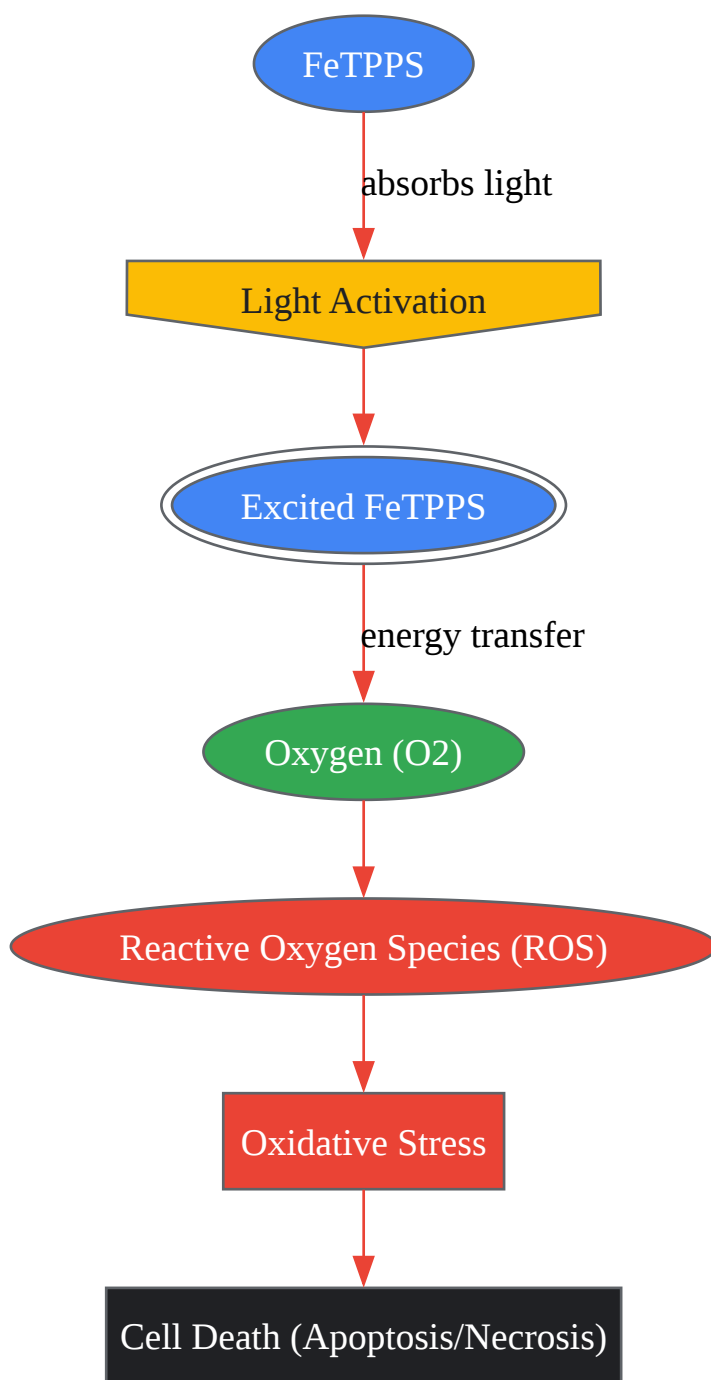 FeTPPS
absorbs light
Light Activation
Excited FeTPPS
energy transfer
Oxygen (O2)
Reactive Oxygen Species (ROS)
Oxidative Stress
Cell Death (Apoptosis/Necrosis)